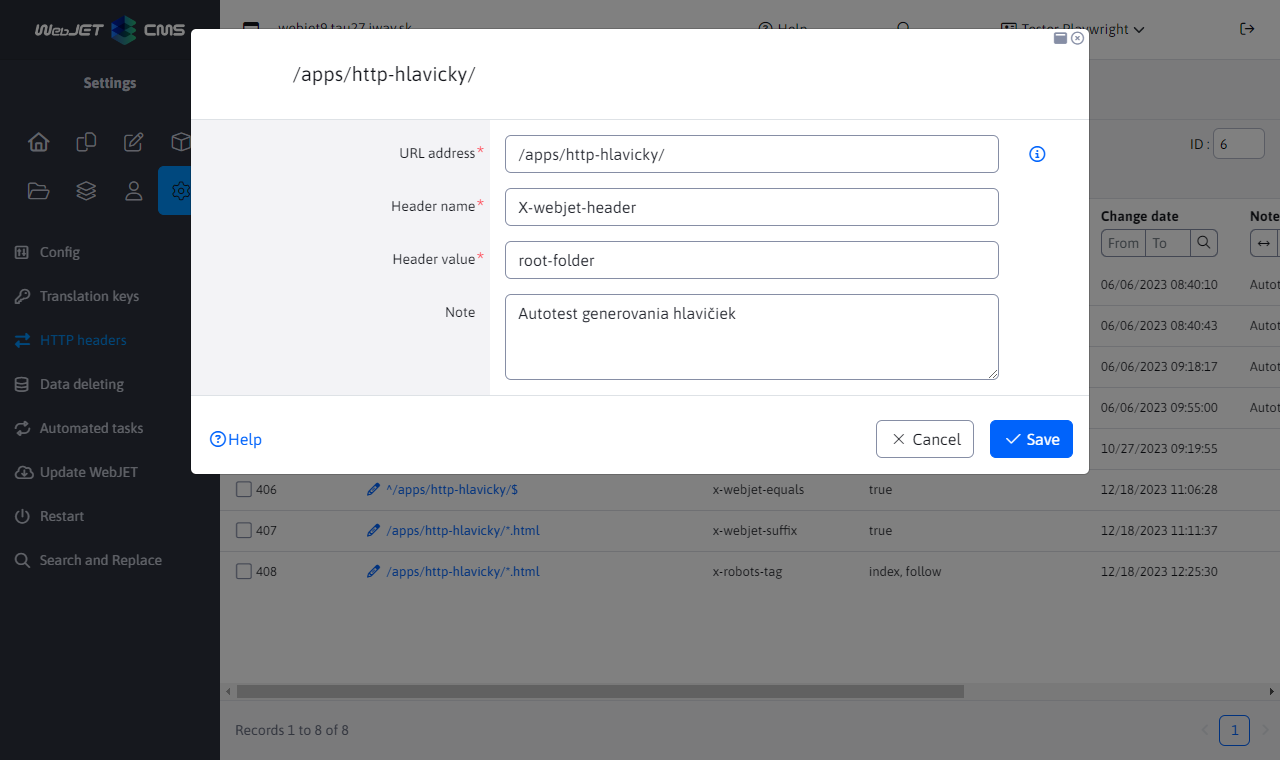 WebJET CMS
webjet9.tau27.iway.sk
Help
Tester Playwright
Settings
/apps/http-hlavicky/
URL address*
/apps/http-hlavicky/
Header name*
X-webjet-header
Header value*
root-folder
Note
Autotest generovania hlavičiek
Help
Cancel
Save
Config
Translation keys
HTTP headers
Data deleting
Automated tasks
Update WebJET
Restart
Search and Replace
ID : 6
Change date
Note
From
To
06/06/2023 08:40:10 Autot
06/06/2023 08:40:43 Autot
06/06/2023 09:18:17 Autot
06/06/2023 09:55:00 Autot
10/27/2023 09:19:55
406 ^/apps/http-hlavicky/$ x-webjet-equals true 12/18/2023 11:06:28
407 /apps/http-hlavicky/*.html x-webjet-suffix true 12/18/2023 11:11:37
408 /apps/http-hlavicky/*.html x-robots-tag index, follow 12/18/2023 12:25:30
Records 1 to 8 of 8
1